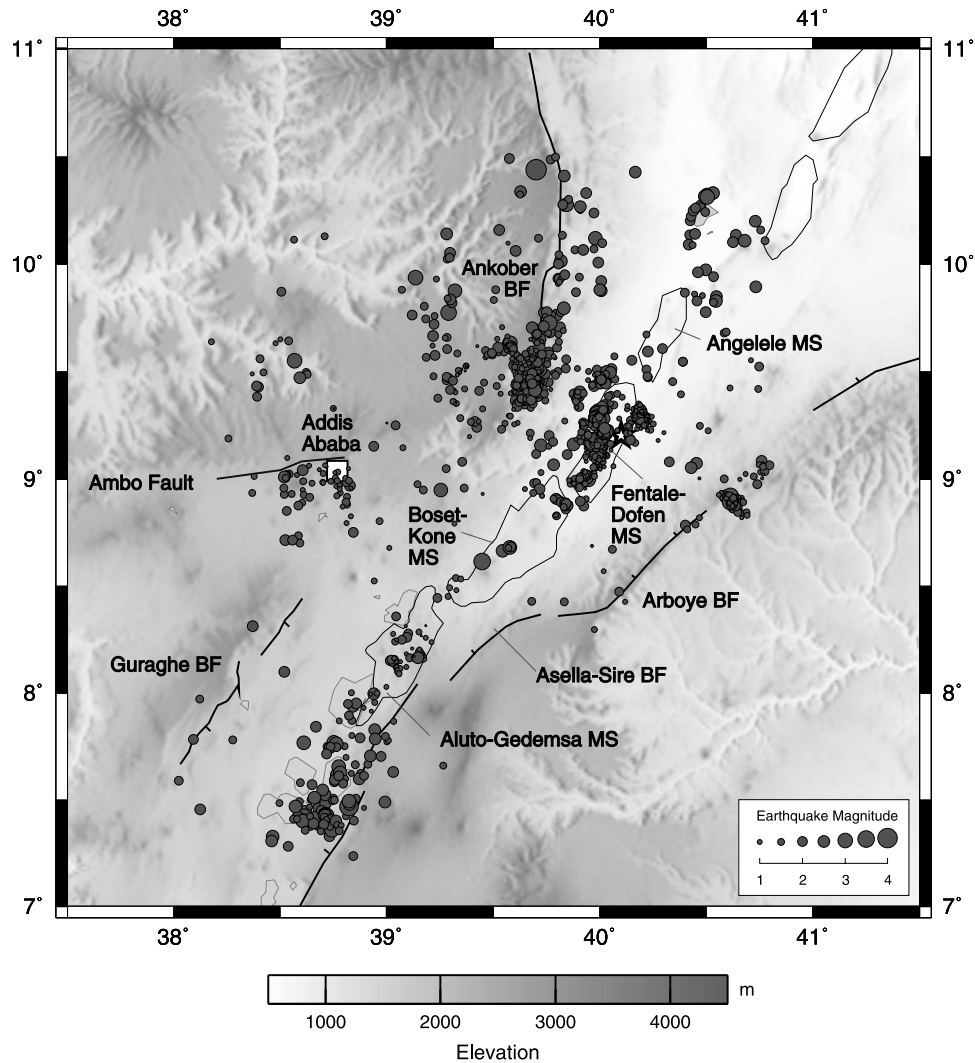 38° 39° 40° 41°
11° 11°
10° 10°
Ankober
BF
Angelele MS
Addis
Ababa
Ambo Fault
9° 9°
Fentale-
Dofen
MS
Boset-
Kone
MS
Arboye BF
Guraghe BF
Asella-Sire BF
8° 8°
Aluto-Gedemsa MS
Earthquake Magnitude
1 2 3 4
7° 7°
38° 39° 40° 41°
m
1000 2000 3000 4000
Elevation